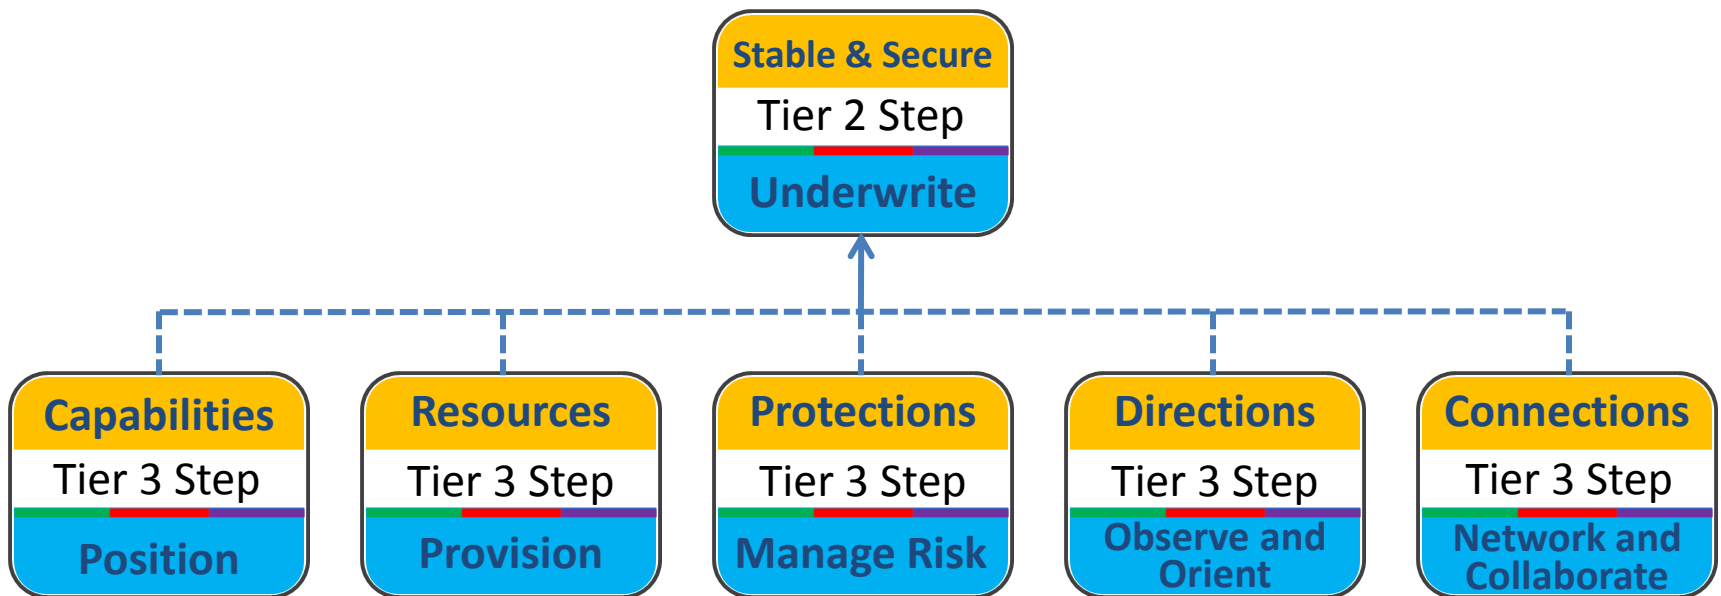 Stable & Secure
Tier 2 Step
Underwrite
Capabilities
Tier 3 Step
Position
Resources
Tier 3 Step
Provision
Protections
Tier 3 Step
Manage Risk
Directions
Tier 3 Step
Observe and
Orient
Connections
Tier 3 Step
Network and
Collaborate